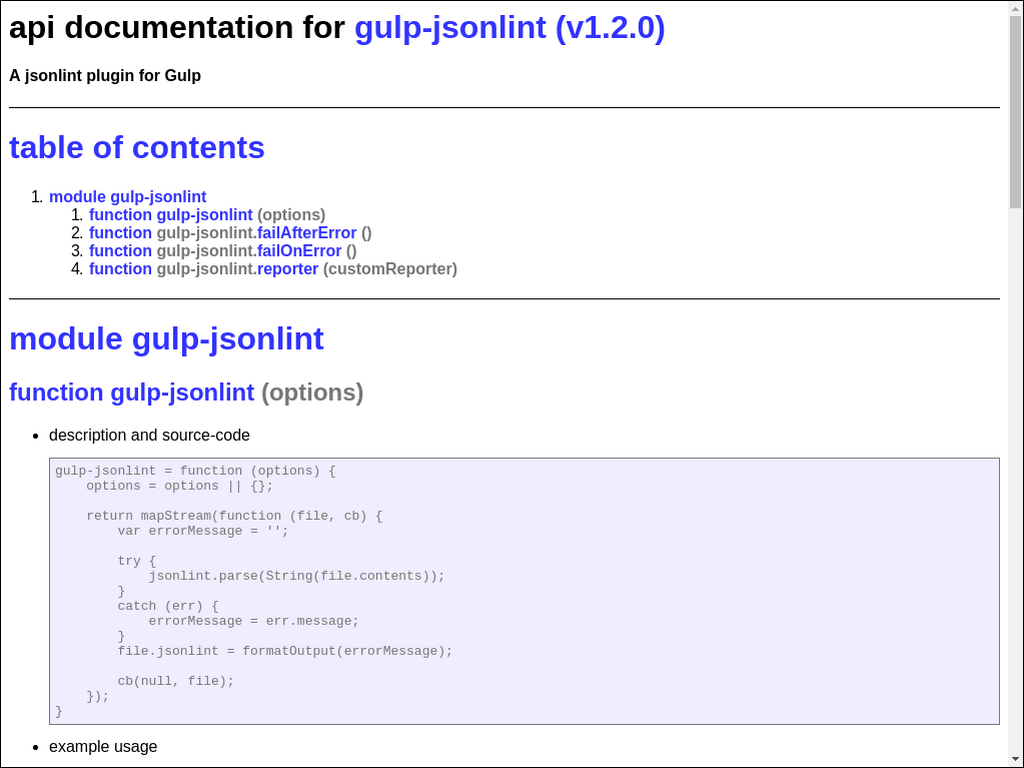 api documentation for gulp-jsonlint (v1.2.0)
A jsonlint plugin for Gulp
table of contents
1. module gulp-jsonlint
1. function gulp-jsonlint (options)
2. function gulp-jsonlint.failAfterError ()
3. function gulp-jsonlint.failOnError ()
4. function gulp-jsonlint.reporter (customReporter)
module gulp-jsonlint
function gulp-jsonlint (options)
• description and source-code
gulp-jsonlint = function (options) {
    options = options || {};
    return mapStream(function (file, cb) {
        var errorMessage = '';
        try {
            jsonlint.parse(String(file.contents));
        }
        catch (err) {
            errorMessage = err.message;
        }
        file.jsonlint = formatOutput(errorMessage);
        cb(null, file);
    });
}
• example usage